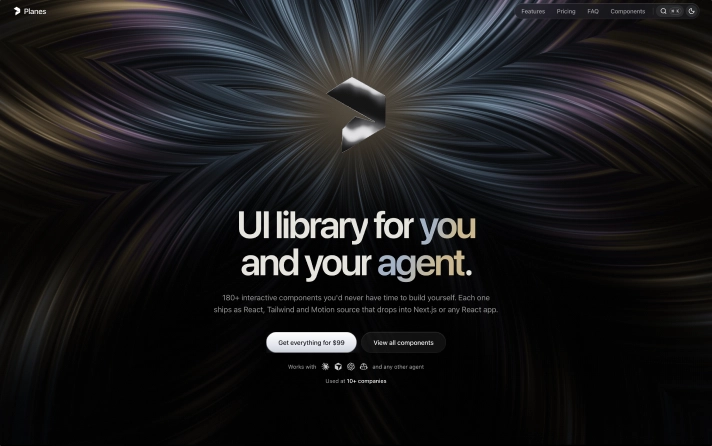 Planes
Features Pricing FAQ Components ⌘ K
UI library for you
and your agent.
180+ interactive components you'd never have time to build yourself. Each one
ships as React, Tailwind and Motion source that drops into Next.js or any React app.
Get everything for $99 View all components
Works with and any other agent
Used at 10+ companies